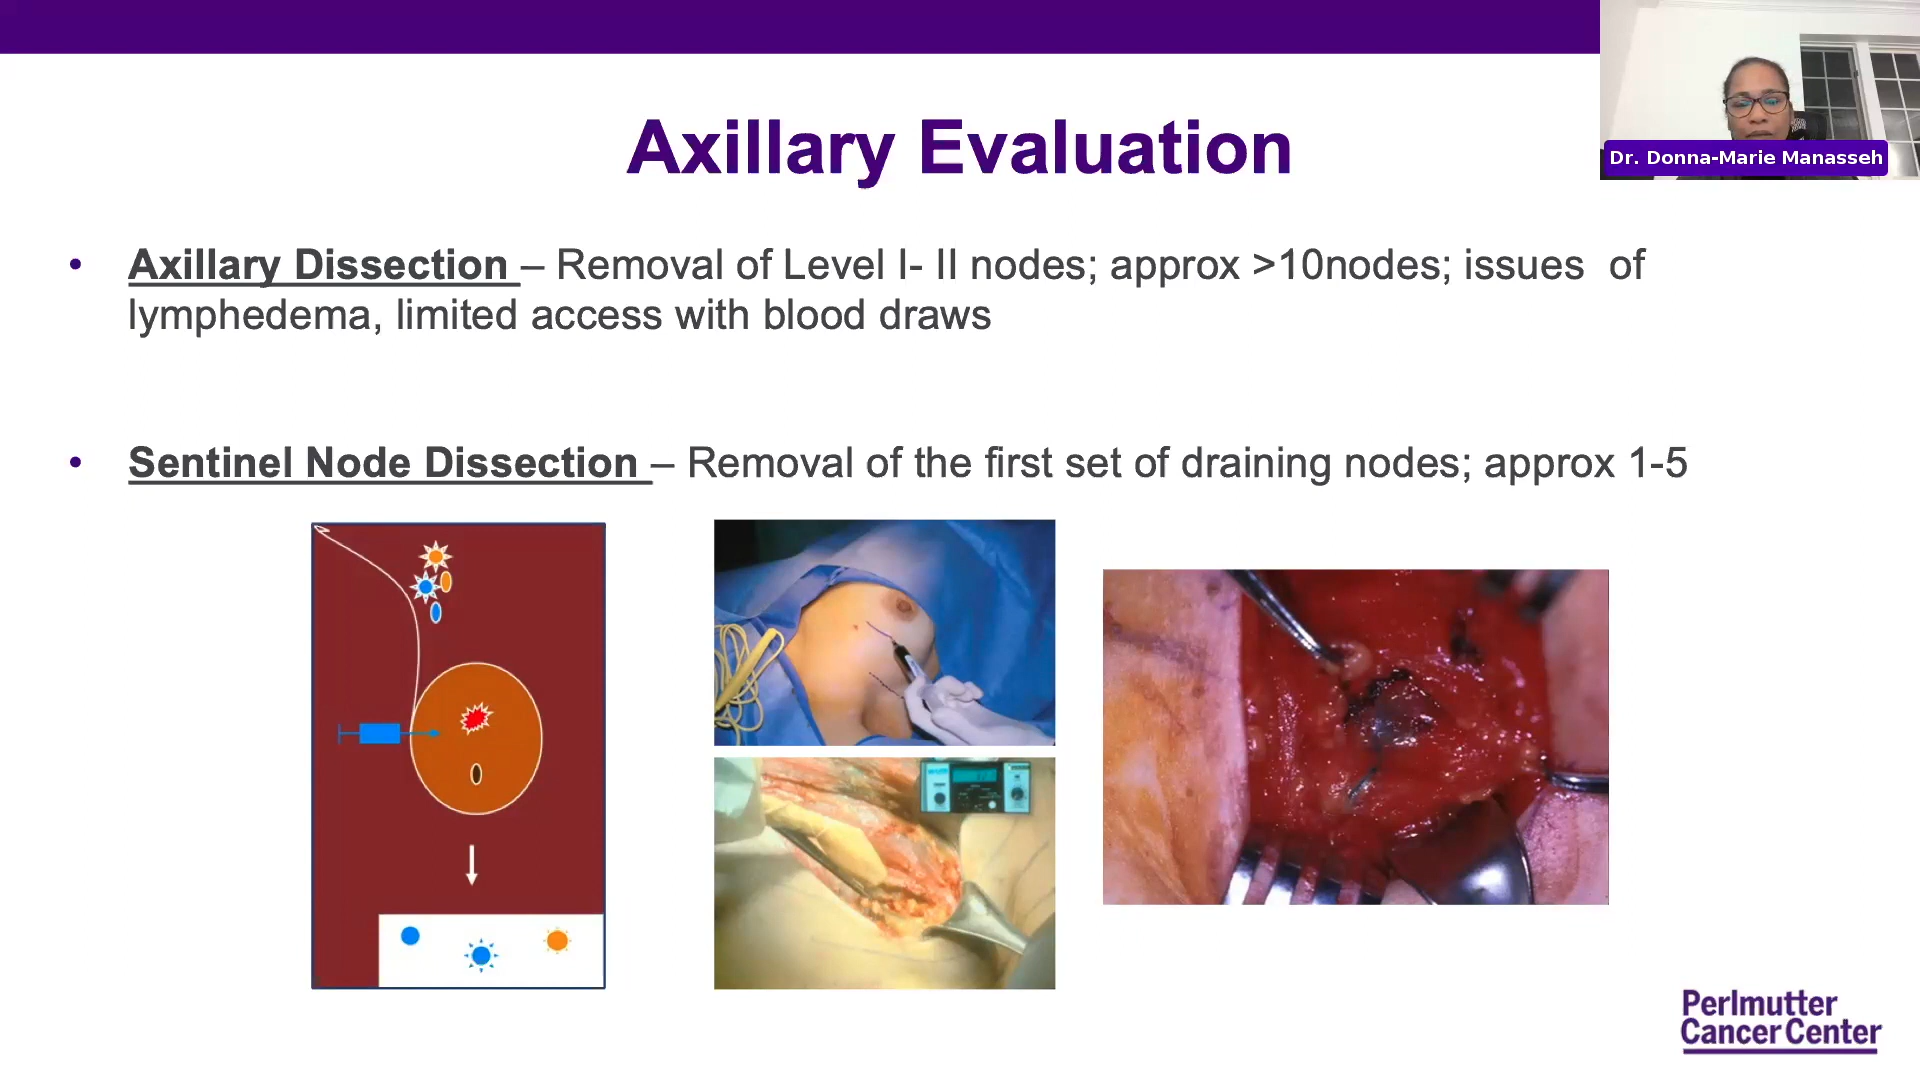 Dr. Donna-Marie Manasseh
Axillary Evaluation
• Axillary Dissection – Removal of Level I- II nodes; approx >10nodes; issues  of
lymphedema, limited access with blood draws
• Sentinel Node Dissection – Removal of the first set of draining nodes; approx 1-5
Perlmutter
Cancer Center